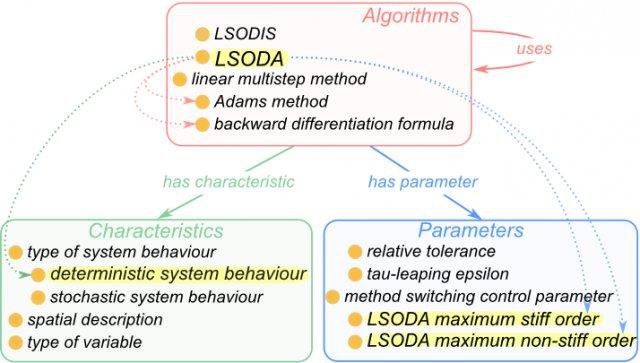 Algorithms
LSODIS
LSODA
linear multistep method
Adams method
backward differentiation formula
uses
has characteristic
has parameter
Characteristics
type of system behaviour
deterministic system behaviour
stochastic system behaviour
spatial description
type of variable
Parameters
relative tolerance
tau-leaping epsilon
method switching control parameter
LSODA maximum stiff order
LSODA maximum non-stiff order